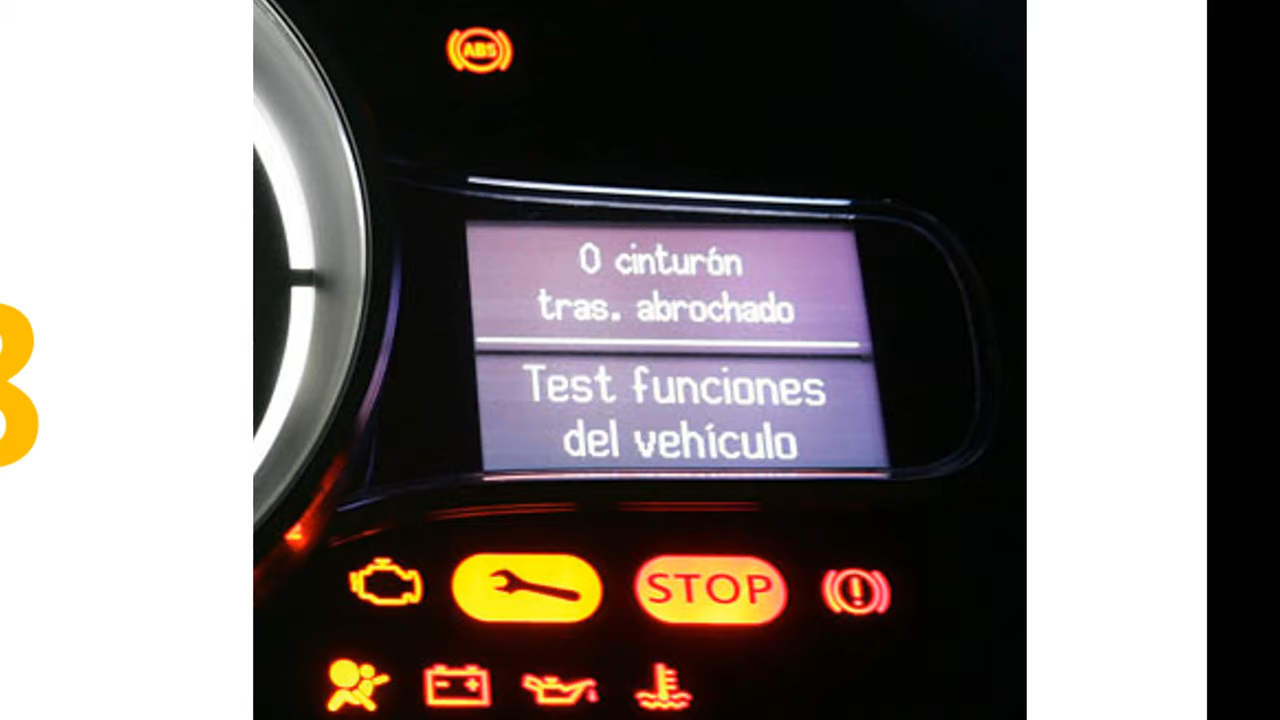 ABS
0 cinturón
tras. abrochado
Test funciones
del vehículo
STOP